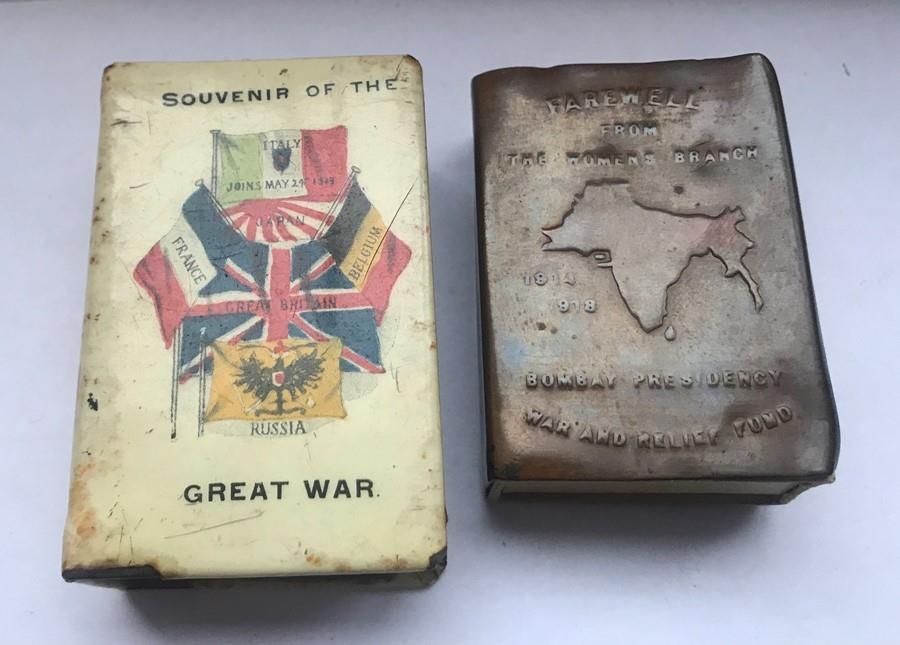 SOUVENIR OF THE
ITALY
JOINS MAY 24th 1915
JAPAN
FRANCE
BELGIUM
GREAT BRITAIN
RUSSIA
GREAT WAR.
FAREWELL
FROM
THE WOMENS BRANCH
1914
918
BOMBAY PRESIDENCY
WAR AND RELIEF FUND